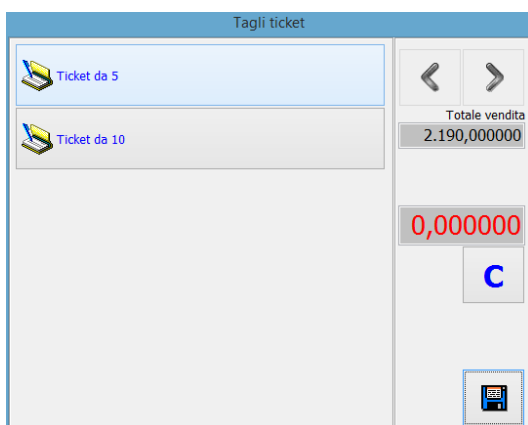 Tagli ticket
Ticket da 5
Ticket da 10
Totale vendita
2.190,000000
0,000000
C